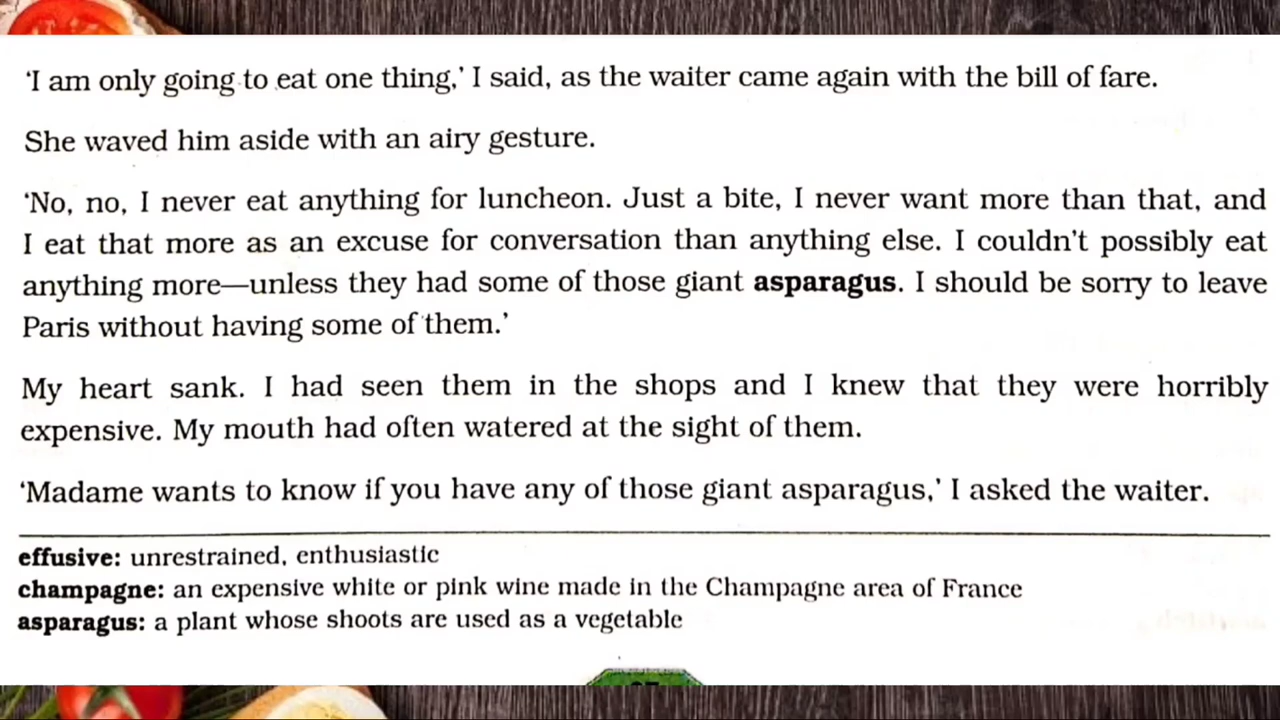 ‘I am only going to eat one thing,’ I said, as the waiter came again with the bill of fare.
She waved him aside with an airy gesture.
‘No, no, I never eat anything for luncheon. Just a bite, I never want more than that, and
I eat that more as an excuse for conversation than anything else. I couldn’t possibly eat
anything more—unless they had some of those giant asparagus. I should be sorry to leave
Paris without having some of them.’
My heart sank. I had seen them in the shops and I knew that they were horribly
expensive. My mouth had often watered at the sight of them.
‘Madame wants to know if you have any of those giant asparagus,’ I asked the waiter.
effusive: unrestrained, enthusiastic
champagne: an expensive white or pink wine made in the Champagne area of France
asparagus: a plant whose shoots are used as a vegetable